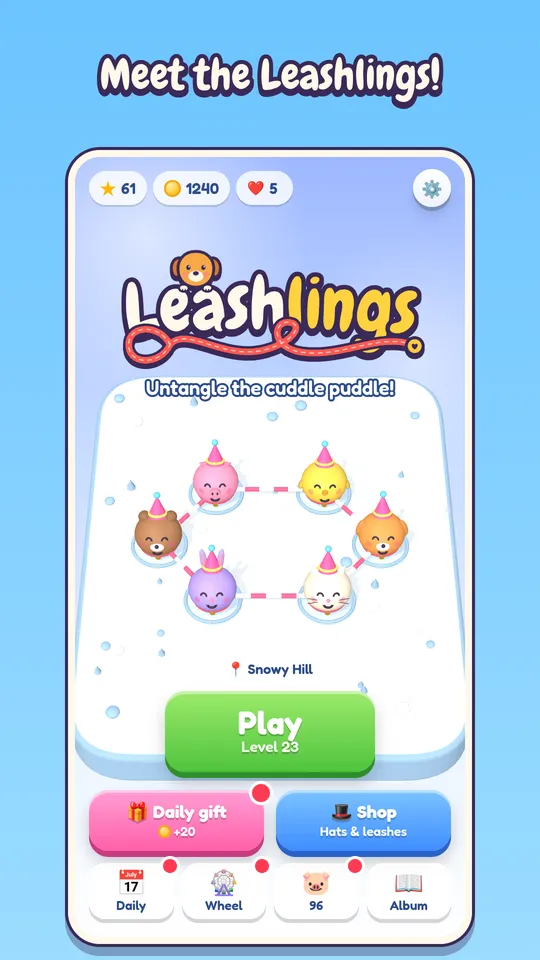 Meet the Leashlings!
61
1240
5
Leashlings
Untangle the cuddle puddle!
Snowy Hill
Play
Level 23
Daily gift
+20
Shop
Hats & leashes
July
17
Daily
Wheel
96
Album